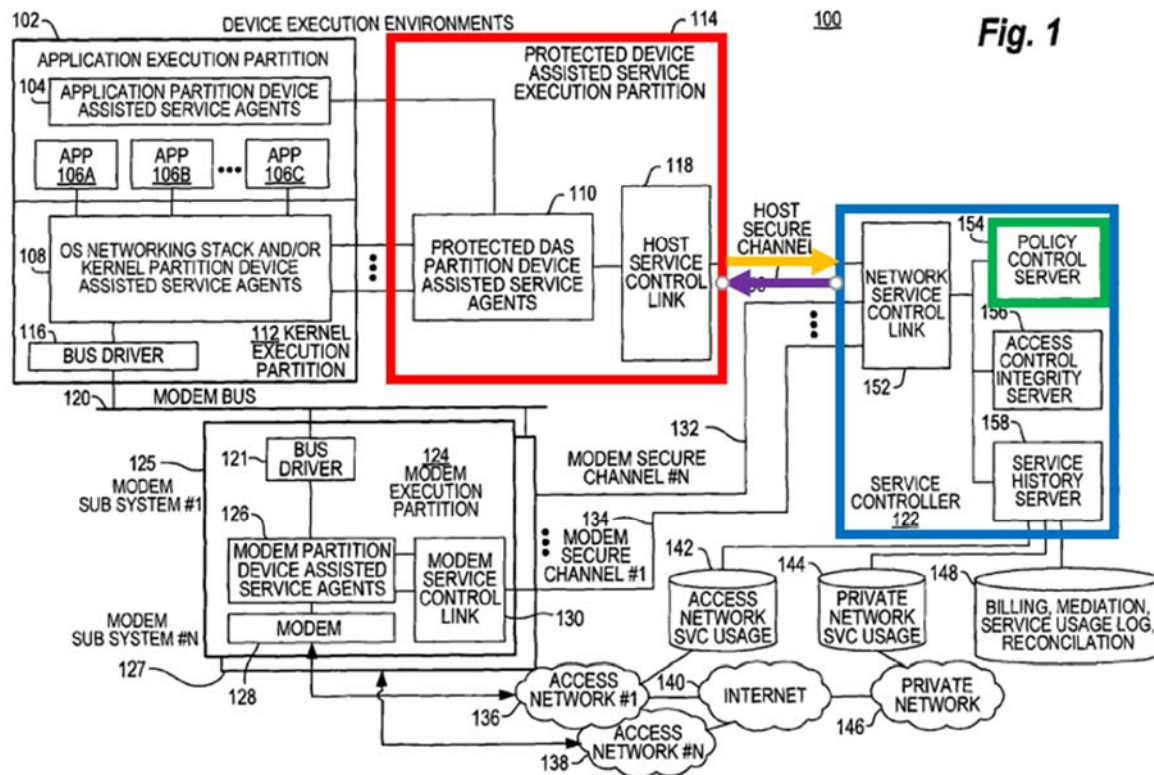 DEVICE EXECUTION ENVIRONMENTS
100
Fig. 1
102
APPLICATION EXECUTION PARTITION
104
APPLICATION PARTITION DEVICE
ASSISTED SERVICE AGENTS
APP
106A
APP
106B
APP
106C
108
OS NETWORKING STACK AND/OR
KERNEL PARTITION DEVICE
ASSISTED SERVICE AGENTS
112 KERNEL
EXECUTION
PARTITION
116
BUS DRIVER
114
PROTECTED DEVICE
ASSISTED SERVICE
EXECUTION PARTITION
110
PROTECTED DAS
PARTITION DEVICE
ASSISTED SERVICE
AGENTS
118
HOST
SERVICE
CONTROL
LINK
HOST
SECURE
CHANNEL
NETWORK
SERVICE
CONTROL
LINK
152
154
POLICY
CONTROL
SERVER
156
ACCESS
CONTROL
INTEGRITY
SERVER
158
SERVICE
HISTORY
SERVER
SERVICE
CONTROLLER
122
120
MODEM BUS
125
MODEM
SUB SYSTEM #1
121
BUS
DRIVER
124
MODEM
EXECUTION
PARTITION
126
MODEM PARTITION
DEVICE ASSISTED
SERVICE AGENTS
MODEM
SERVICE
CONTROL
LINK
130
MODEM
128
MODEM
SUB SYSTEM #N
127
132
MODEM SECURE
CHANNEL #N
134
MODEM
SECURE
CHANNEL #1
142
ACCESS
NETWORK
SVC USAGE
144
PRIVATE
NETWORK
SVC USAGE
148
BILLING, MEDIATION,
SERVICE USAGE LOG,
RECONCILATION
ACCESS
NETWORK #1
136
140
INTERNET
PRIVATE
NETWORK
146
ACCESS
NETWORK #N
138